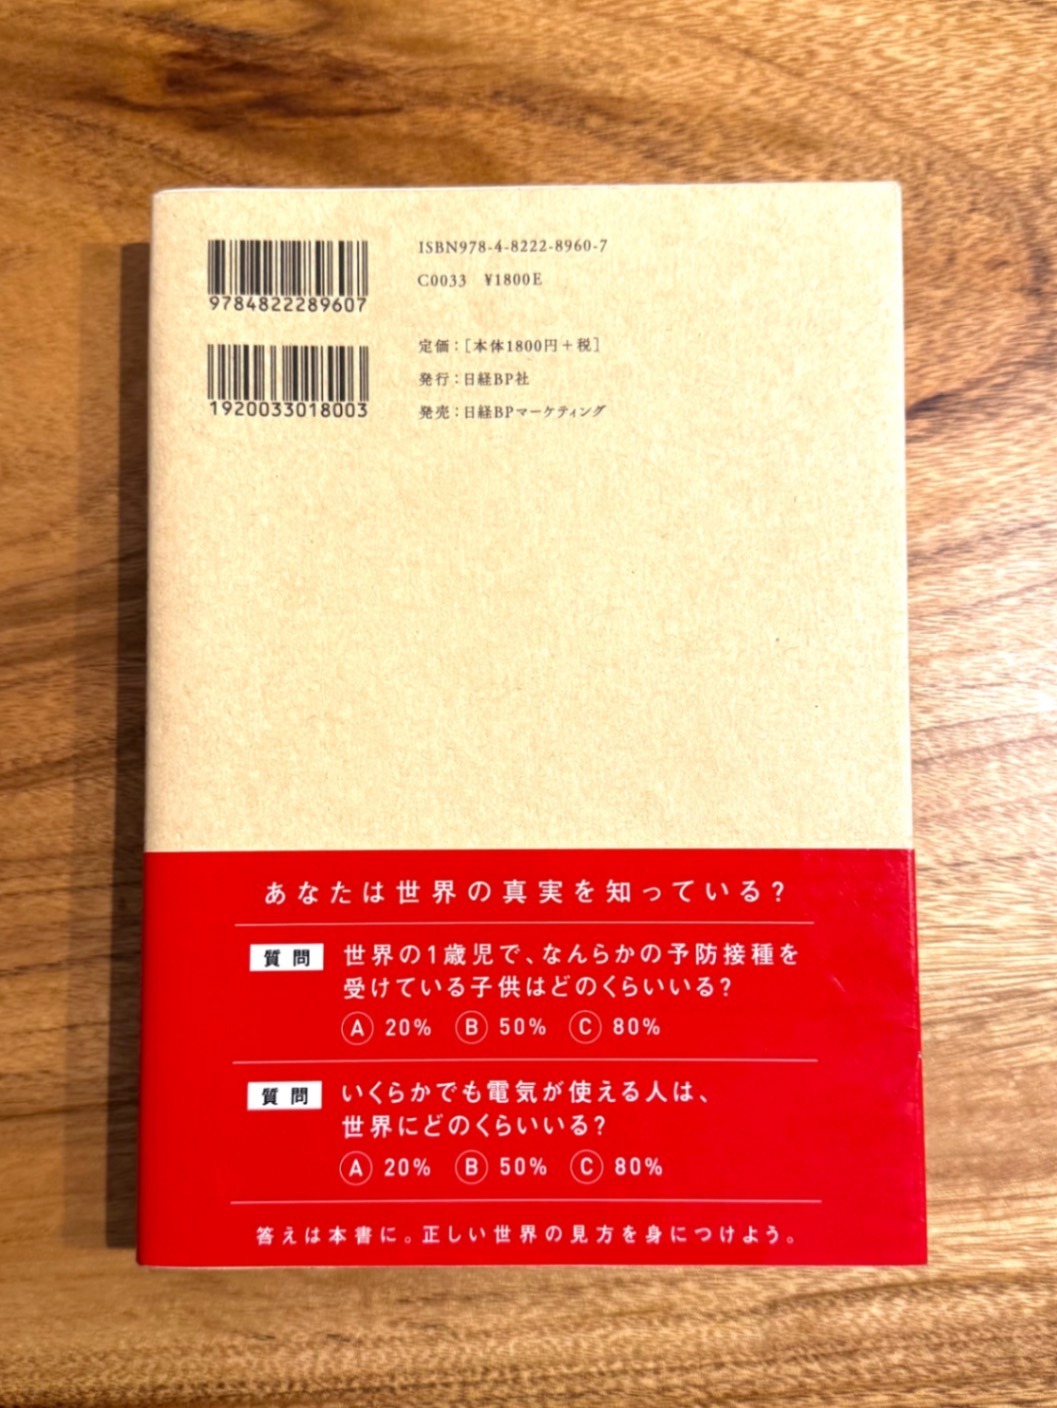 9784822289607
ISBN978-4-8222-8960-7
C0033 ¥1800E
1920033018003
定価：[本体1800円＋税]
発行：日経BP社
発売：日経BPマーケティング
あなたは世界の真実を知っている？
質問 世界の1歳児で、なんらかの予防接種を
受けている子供はどのくらいいる？
A 20% B 50% C 80%
質問 いくらかでも電気が使える人は、
世界にどのくらいいる？
A 20% B 50% C 80%
答えは本書に。正しい世界の見方を身につけよう。